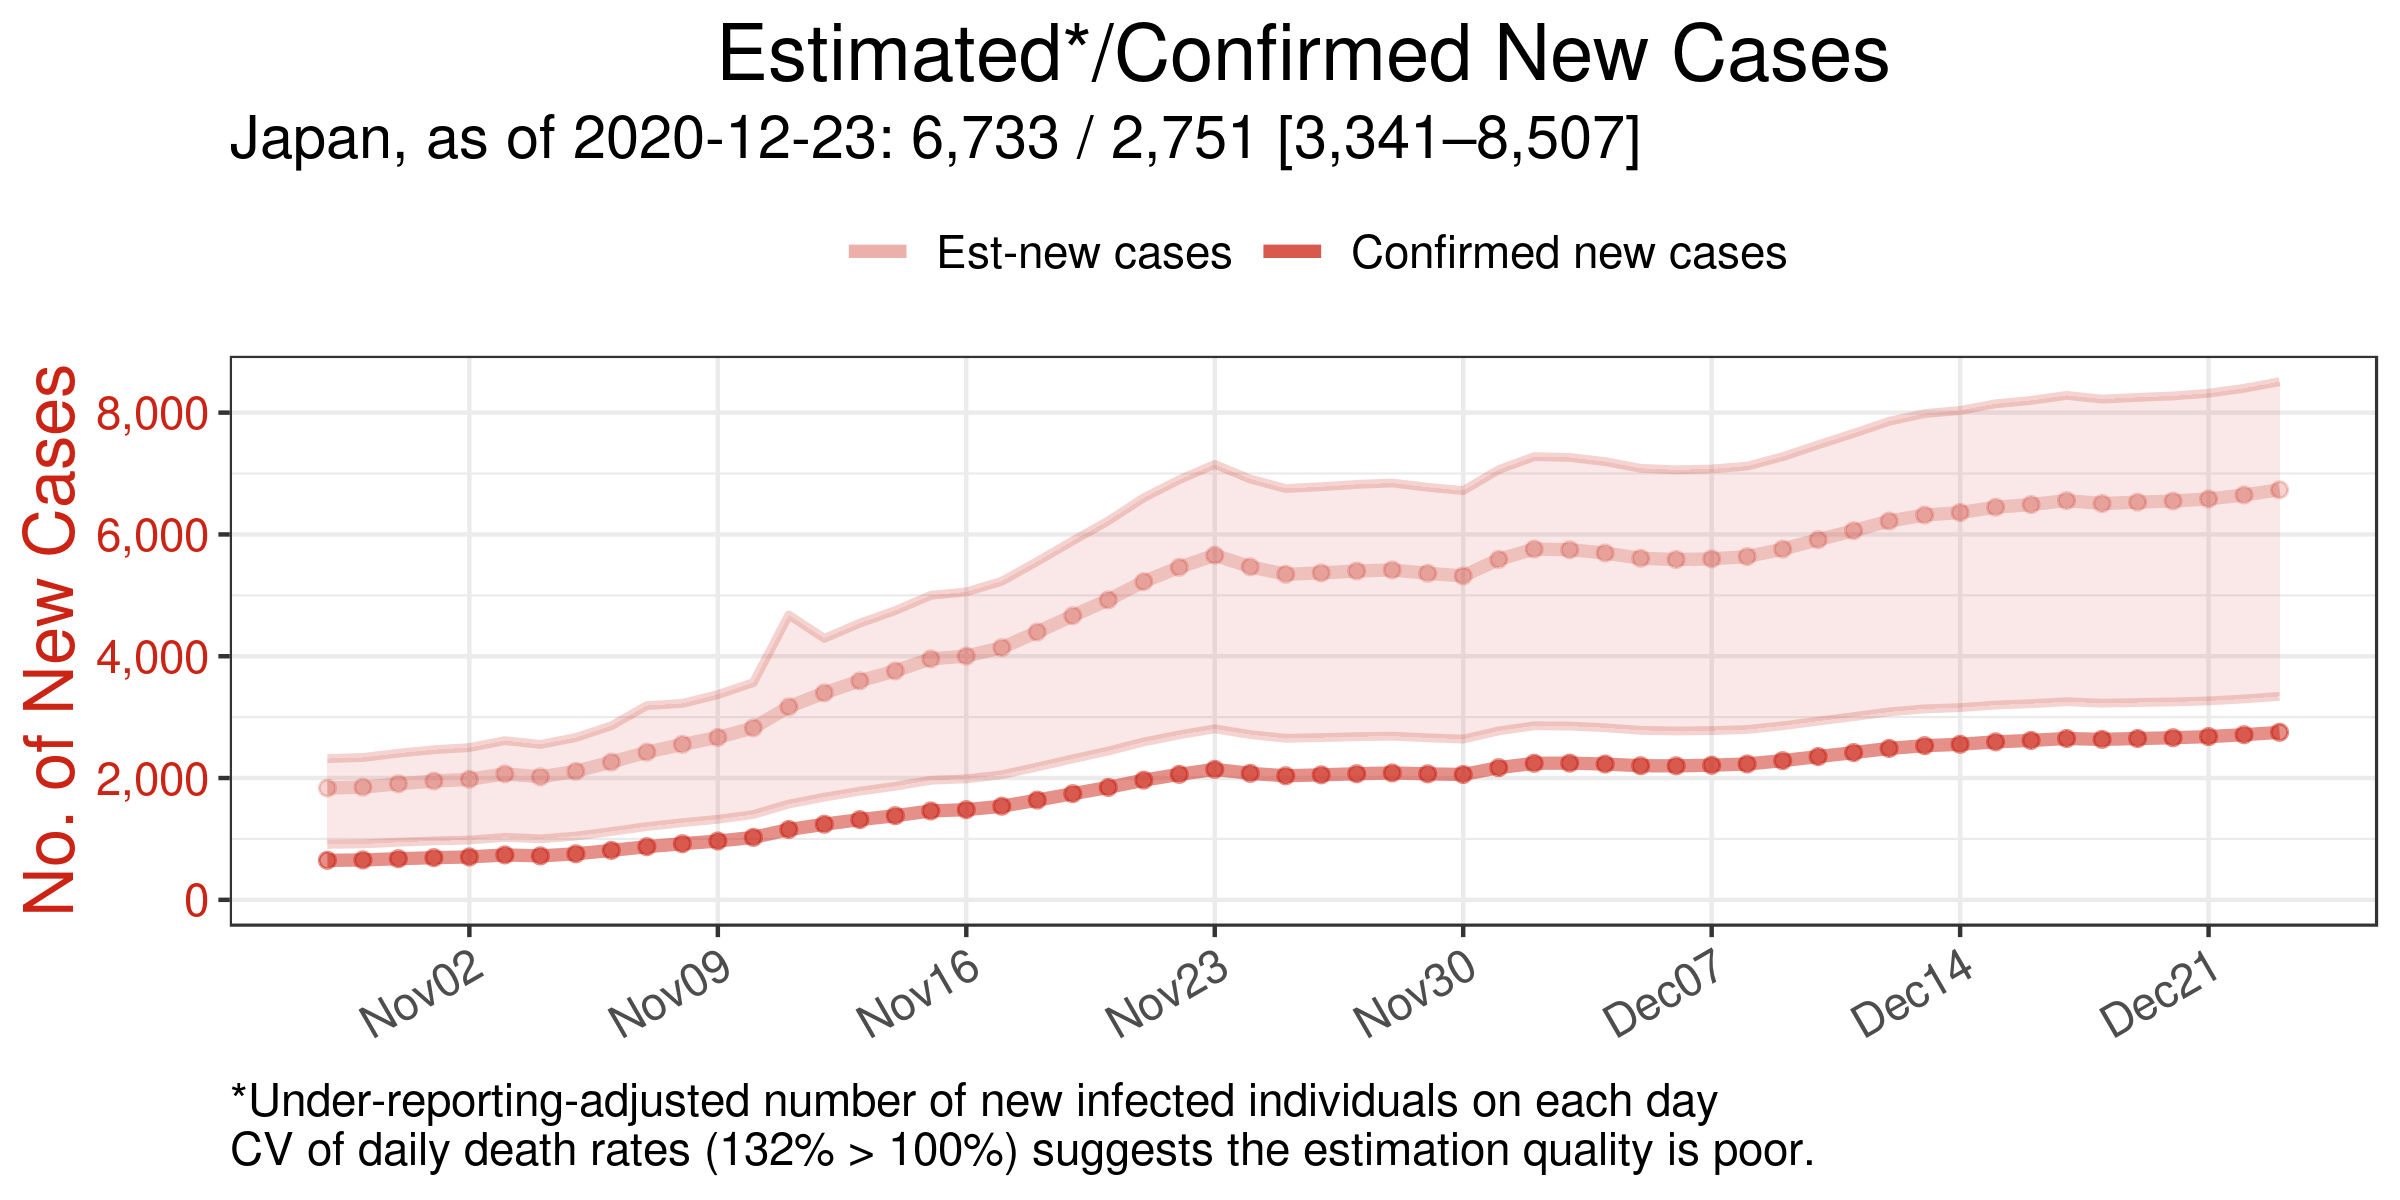 Estimated*/Confirmed New Cases
Japan, as of 2020-12-23: 6,733 / 2,751 [3,341–8,507]
Est-new cases
Confirmed new cases
No. of New Cases
8,000
6,000
4,000
2,000
0
Nov02
Nov09
Nov16
Nov23
Nov30
Dec07
Dec14
Dec21
*Under-reporting-adjusted number of new infected individuals on each day
CV of daily death rates (132% > 100%) suggests the estimation quality is poor.